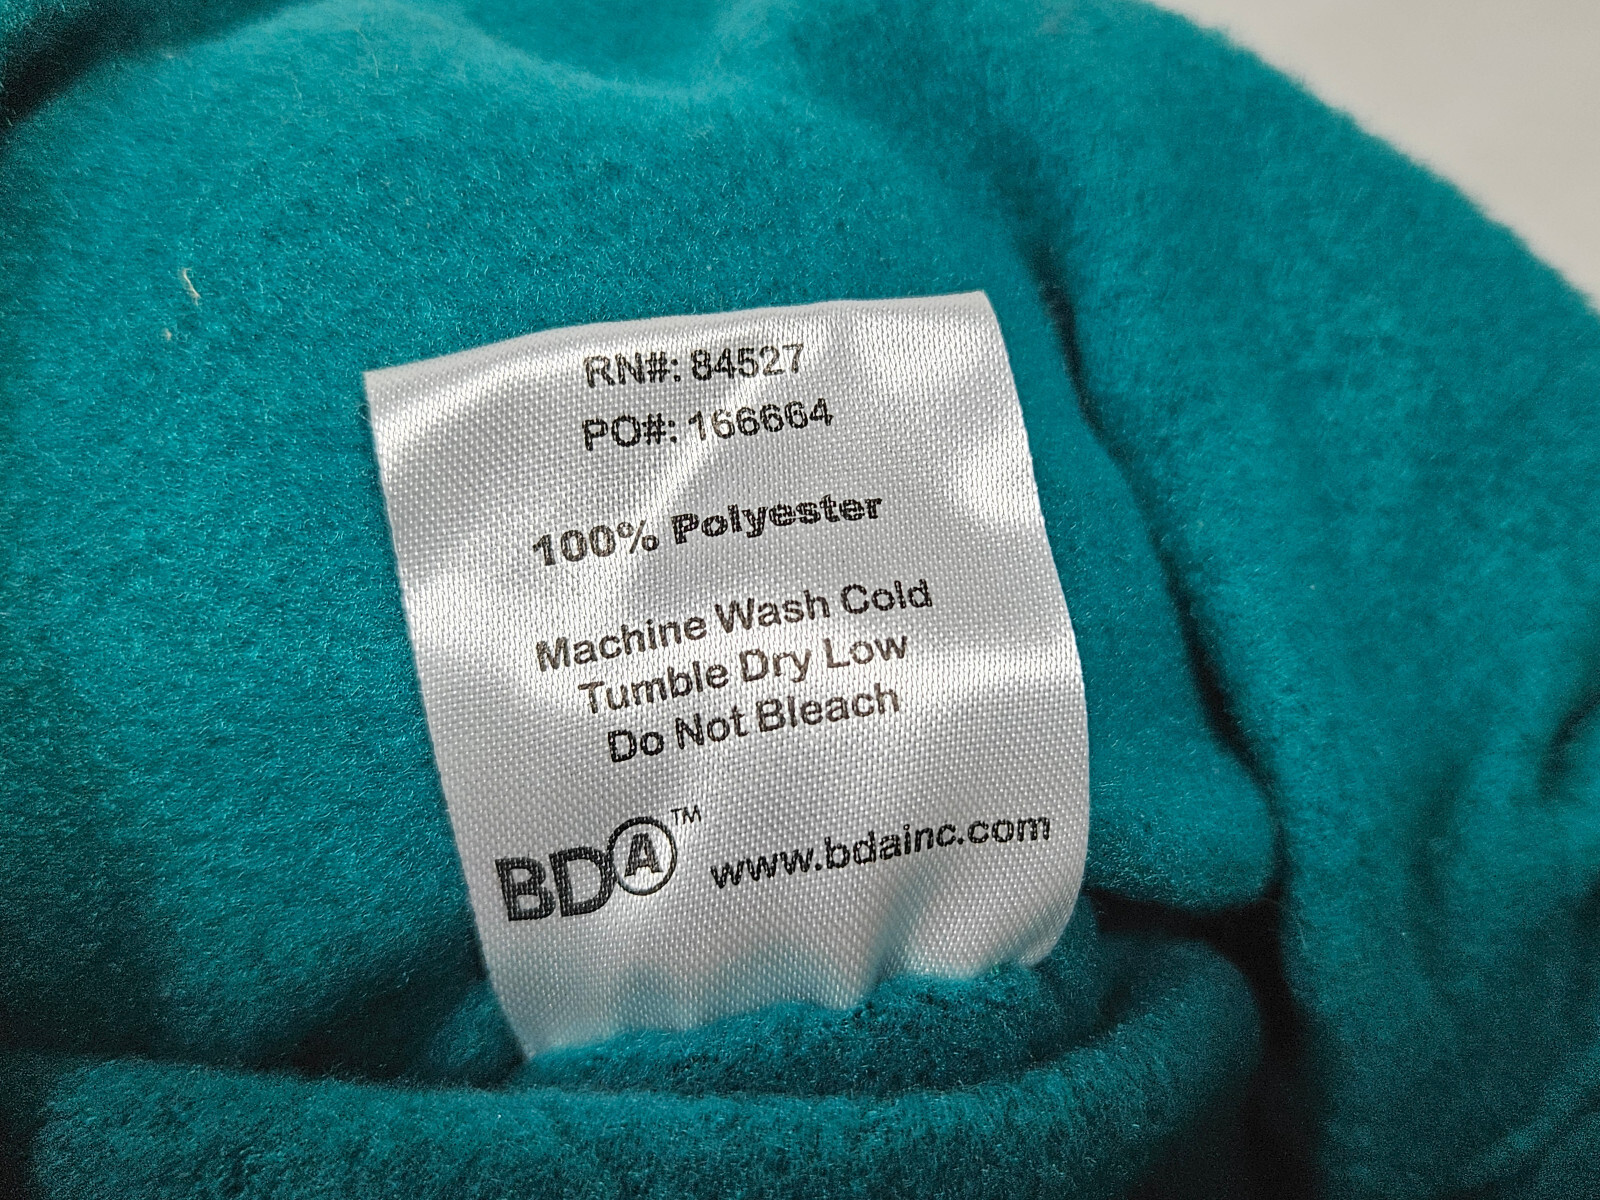 RN#: 84527
PO#: 166664
100% Polyester
Machine Wash Cold
Tumble Dry Low
Do Not Bleach
BDA™ www.bdainc.com